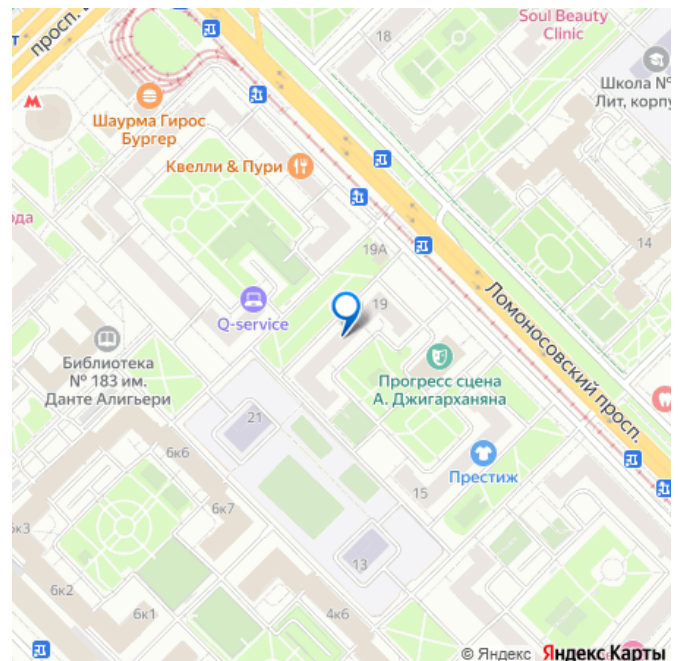 Soul Beauty
Clinic
18
просп.
т
Школа №
Лит, корпу
М
Шаурма Гирос
Бургер
Квелли & Пури
ода
19А
14
Q-service
19
Ломоносовский просп.
Библиотека
№ 183 им.
Данте Алигьери
Прогресс сцена
А. Джигарханяна
21
6к6
Престиж
15
6к7
к3
13
6к2
6к1
4к6
© Яндекс Яндекс Карты